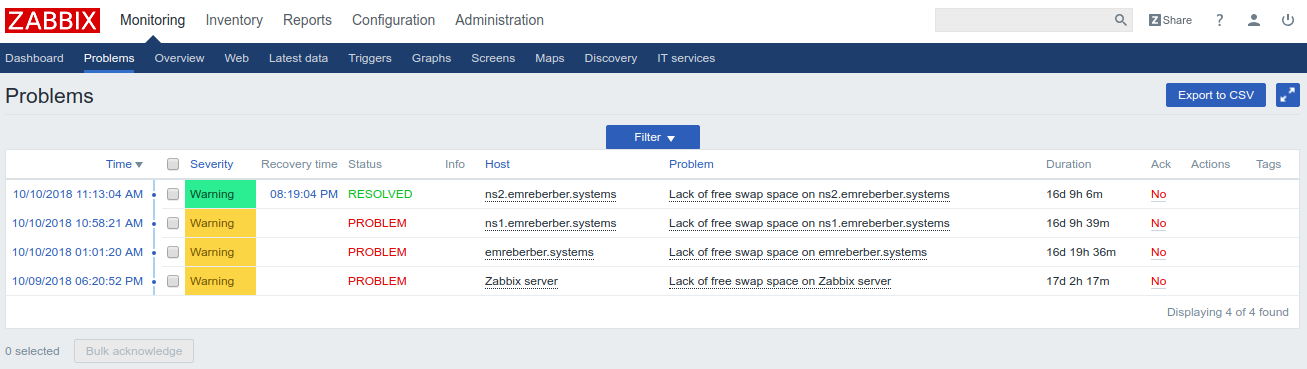 ZABBIX Monitoring Inventory Reports Configuration Administration Z Share ?
Dashboard Problems Overview Web Latest data Triggers Graphs Screens Maps Discovery IT services
Problems Export to CSV
Filter
Time Severity Recovery time Status Info Host Problem Duration Ack Actions Tags
10/10/2018 11:13:04 AM Warning 08:19:04 PM RESOLVED ns2.emreberber.systems Lack of free swap space on ns2.emreberber.systems 16d 9h 6m No
10/10/2018 10:58:21 AM Warning PROBLEM ns1.emreberber.systems Lack of free swap space on ns1.emreberber.systems 16d 9h 39m No
10/10/2018 01:01:20 AM Warning PROBLEM emreberber.systems Lack of free swap space on emreberber.systems 16d 19h 36m No
10/09/2018 06:20:52 PM Warning PROBLEM Zabbix server Lack of free swap space on Zabbix server 17d 2h 17m No
Displaying 4 of 4 found
0 selected Bulk acknowledge